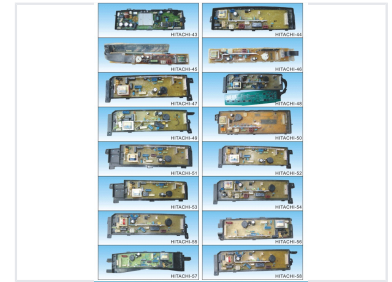 HITACHI-43
HITACHI-44
HITACHI-45
HITACHI-46
HITACHI-47
HITACHI-48
HITACHI-49
HITACHI-50
HITACHI-51
HITACHI-52
HITACHI-53
HITACHI-54
HITACHI-55
HITACHI-56
HITACHI-57
HITACHI-58